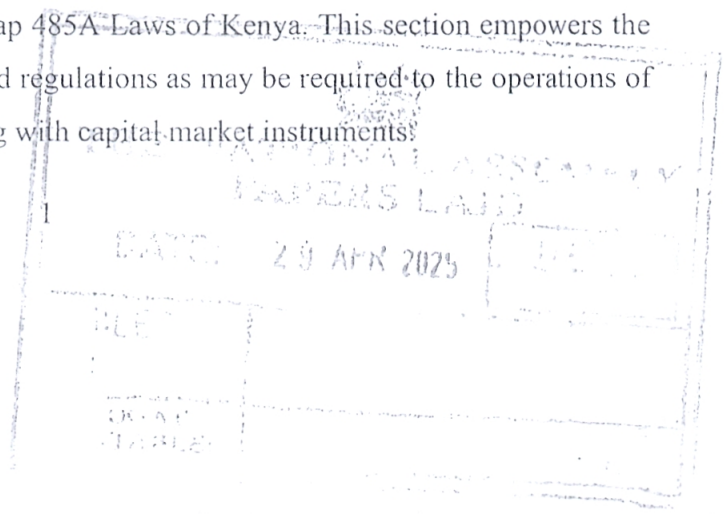 ap 485A Laws of Kenya. This section empowers the
d regulations as may be required to the operations of
g with capital market instruments.
NATIONAL ASSEMBLY
PAPERS LAID
1
DATE: 29 APR 2025
TABLE